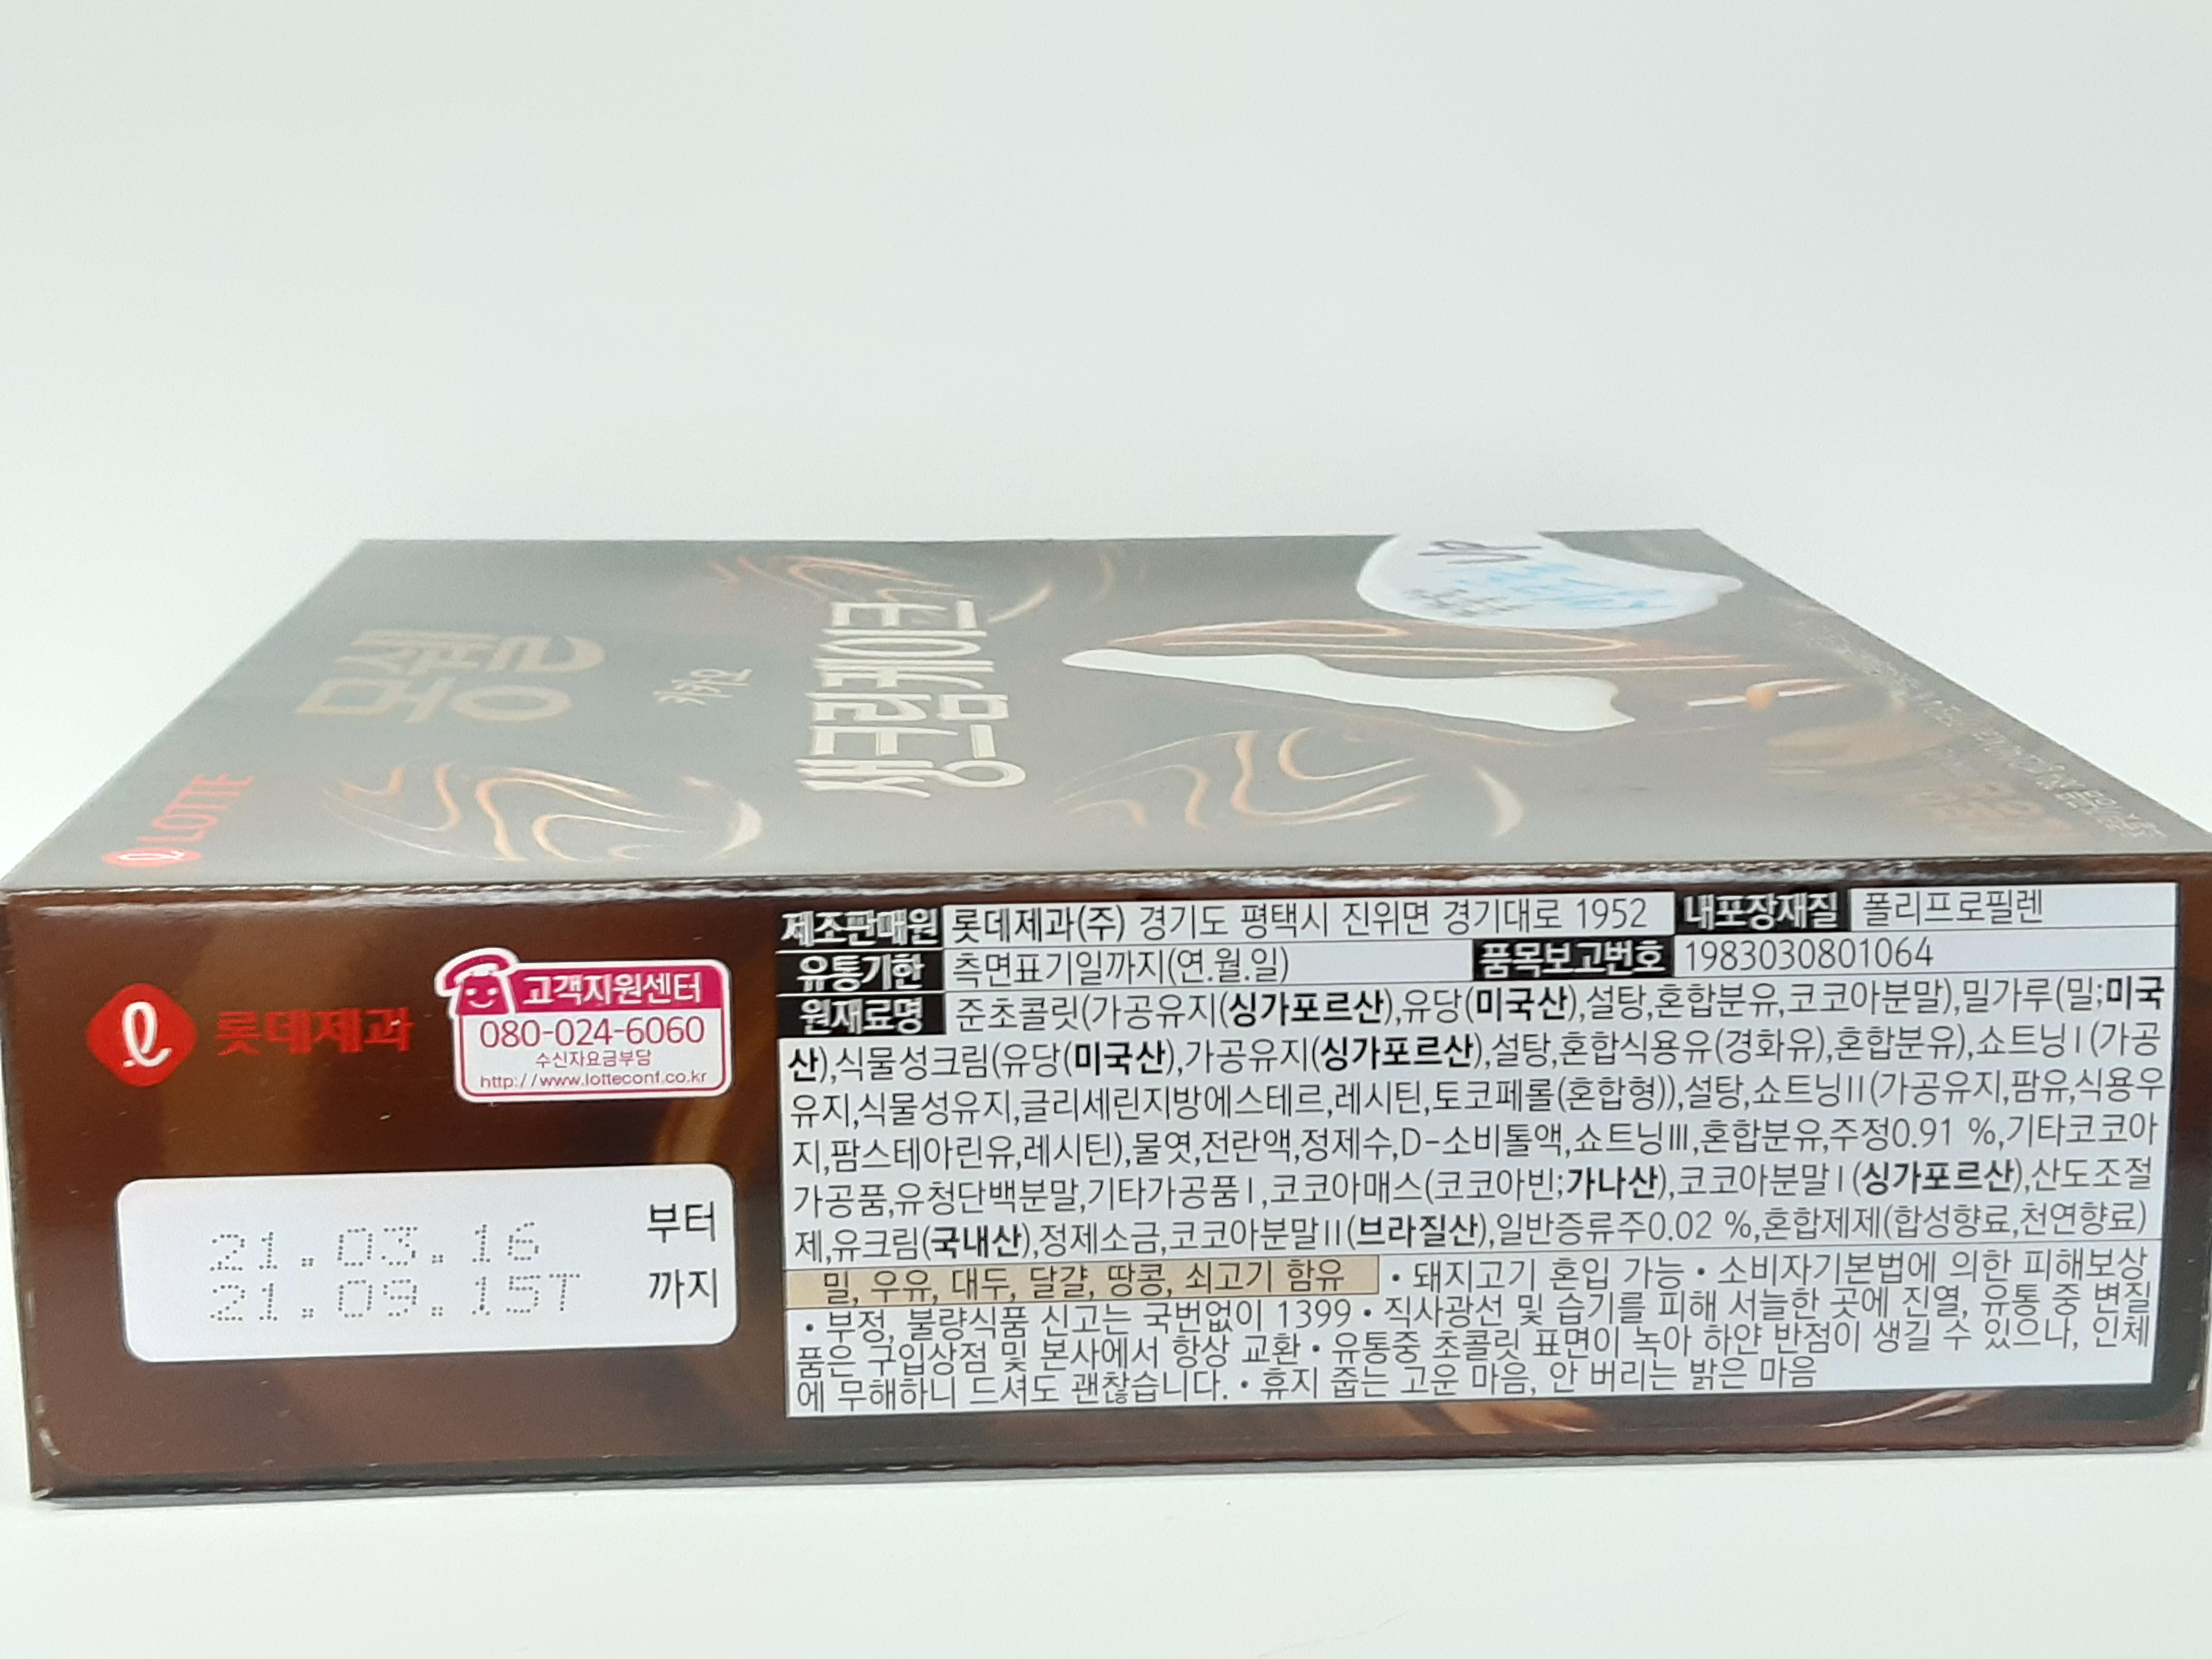 LOTTE
몽쉘
카카오
생크림케이크
롯데제과
고객지원센터
080-024-6060
수신자요금부담
http://www.lotteconf.co.kr
21.03.16 부터
21.09.15T 까지
제조판매원 롯데제과(주) 경기도 평택시 진위면 경기대로 1952 내포장재질 폴리프로필렌
유통기한 측면표기일까지(연.월.일) 품목보고번호 1983030801064
원재료명 준초콜릿(가공유지(싱가포르산),유당(미국산),설탕,혼합분유,코코아분말),밀가루(밀;미국
산),식물성크림(유당(미국산),가공유지(싱가포르산),설탕,혼합식용유(경화유),혼합분유),쇼트닝I(가공
유지,식물성유지,글리세린지방에스테르,레시틴,토코페롤(혼합형)),설탕,쇼트닝II(가공유지,팜유,식용우
지,팜스테아린유,레시틴),물엿,전란액,정제수,D-소비톨액,쇼트닝III,혼합분유,주정0.91 %,기타코코아
가공품,유청단백분말,기타가공품I,코코아매스(코코아빈;가나산),코코아분말I(싱가포르산),산도조절
제,유크림(국내산),정제소금,코코아분말II(브라질산),일반증류주0.02 %,혼합제제(합성향료,천연향료)
밀, 우유, 대두, 달걀, 땅콩, 쇠고기 함유 • 돼지고기 혼입 가능 • 소비자기본법에 의한 피해보상
• 부정, 불량식품 신고는 국번없이 1399 • 직사광선 및 습기를 피해 서늘한 곳에 진열, 유통 중 변질
품은 구입상점 및 본사에서 항상 교환 • 유통중 초콜릿 표면이 녹아 하얀 반점이 생길 수 있으나, 인체
에 무해하니 드셔도 괜찮습니다. • 휴지 줍는 고운 마음, 안 버리는 밝은 마음